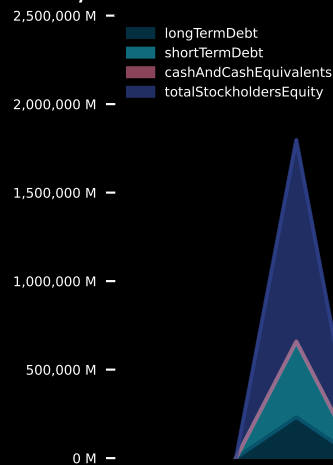 2,500,000 M
longTermDebt
shortTermDebt
cashAndCashEquivalents
totalStockholdersEquity
2,000,000 M
1,500,000 M
1,000,000 M
500,000 M
0 M